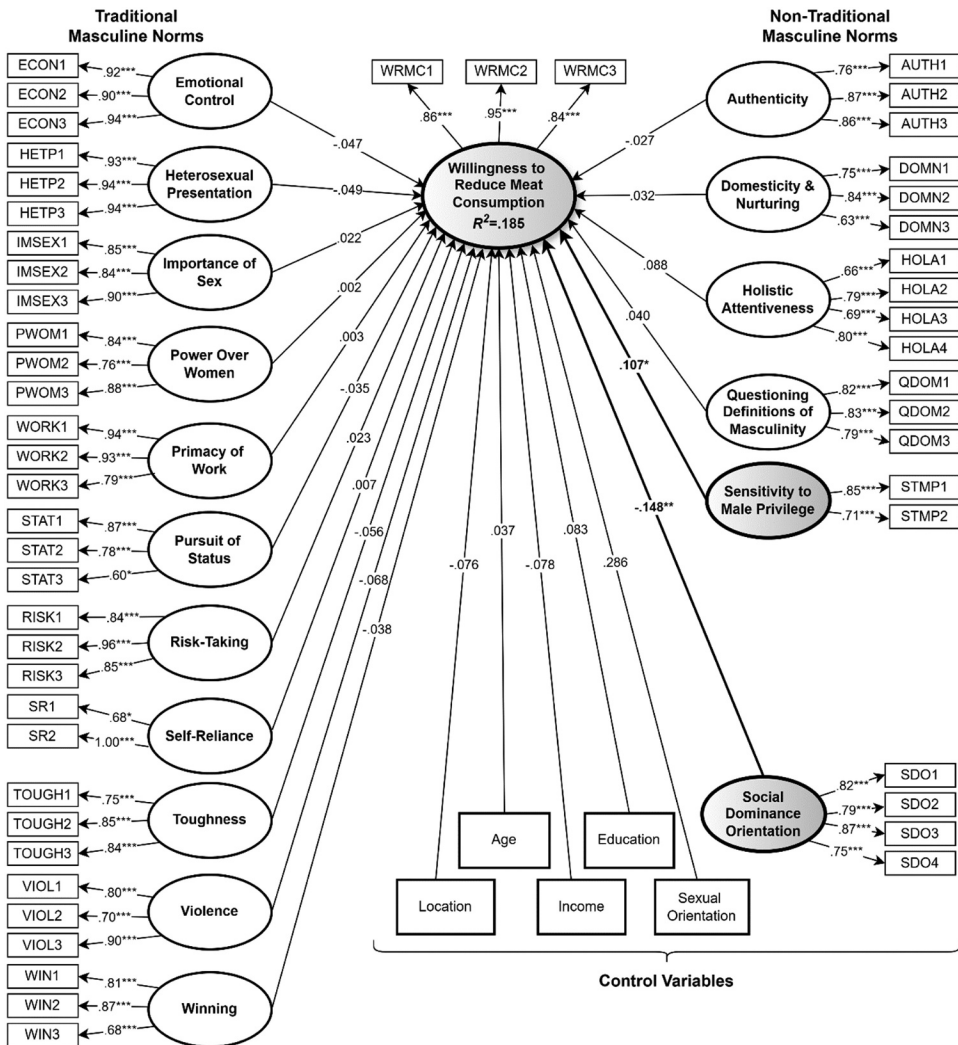 Traditional
Masculine Norms
ECON1
ECON2
ECON3
.92***
.90***
.94***
Emotional
Control
HETP1
HETP2
HETP3
.93***
.94***
.94***
Heterosexual
Presentation
IMSEX1
IMSEX2
IMSEX3
.85***
.84***
.90***
Importance of
Sex
PWOM1
PWOM2
PWOM3
.84***
.76***
.88***
Power Over
Women
WORK1
WORK2
WORK3
.94***
.93***
.79***
Primacy of
Work
STAT1
STAT2
STAT3
.87***
.78***
.60*
Pursuit of
Status
RISK1
RISK2
RISK3
.84***
.96***
.85***
Risk-Taking
SR1
SR2
.68*
1.00***
Self-Reliance
TOUGH1
TOUGH2
TOUGH3
.75***
.85***
.84***
Toughness
VIOL1
VIOL2
VIOL3
.80***
.70***
.90***
Violence
WIN1
WIN2
WIN3
.81***
.87***
.68***
Winning
WRMC1
WRMC2
WRMC3
.86***
.95***
.84***
Willingness to
Reduce Meat
Consumption
R²=.185
-.047
-.049
.022
.002
.003
-.035
.023
.007
-.056
-.068
-.038
-.076
.037
-.078
.083
.286
-.027
.032
.088
.040
.107*
-.148**
Non-Traditional
Masculine Norms
Authenticity
.76***
.87***
.86***
AUTH1
AUTH2
AUTH3
Domesticity &
Nurturing
.75***
.84***
.63***
DOMN1
DOMN2
DOMN3
Holistic
Attentiveness
.66***
.79***
.69***
.80***
HOLA1
HOLA2
HOLA3
HOLA4
Questioning
Definitions of
Masculinity
.82***
.83***
.79***
QDOM1
QDOM2
QDOM3
Sensitivity to
Male Privilege
.85***
.71***
STMP1
STMP2
Social
Dominance
Orientation
.82***
.79***
.87***
.75***
SDO1
SDO2
SDO3
SDO4
Age
Education
Location
Income
Sexual
Orientation
Control Variables